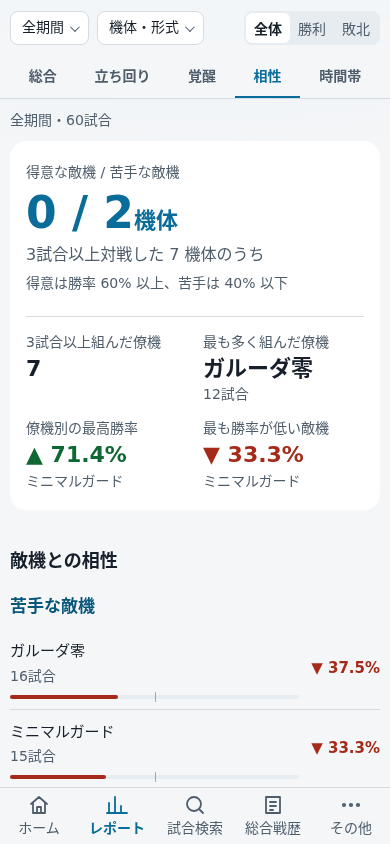 全期間 機体・形式 全体 勝利 敗北
総合 立ち回り 覚醒 相性 時間帯
全期間・60試合
得意な敵機 / 苦手な敵機
0 / 2機体
3試合以上対戦した 7 機体のうち
得意は勝率 60% 以上、苦手は 40% 以下
3試合以上組んだ僚機
7
最も多く組んだ僚機
ガルーダ零
12試合
僚機別の最高勝率
▲ 71.4%
ミニマルガード
最も勝率が低い敵機
▼ 33.3%
ミニマルガード
敵機との相性
苦手な敵機
ガルーダ零
16試合
▼ 37.5%
ミニマルガード
15試合
▼ 33.3%
ホーム レポート 試合検索 総合戦歴 その他